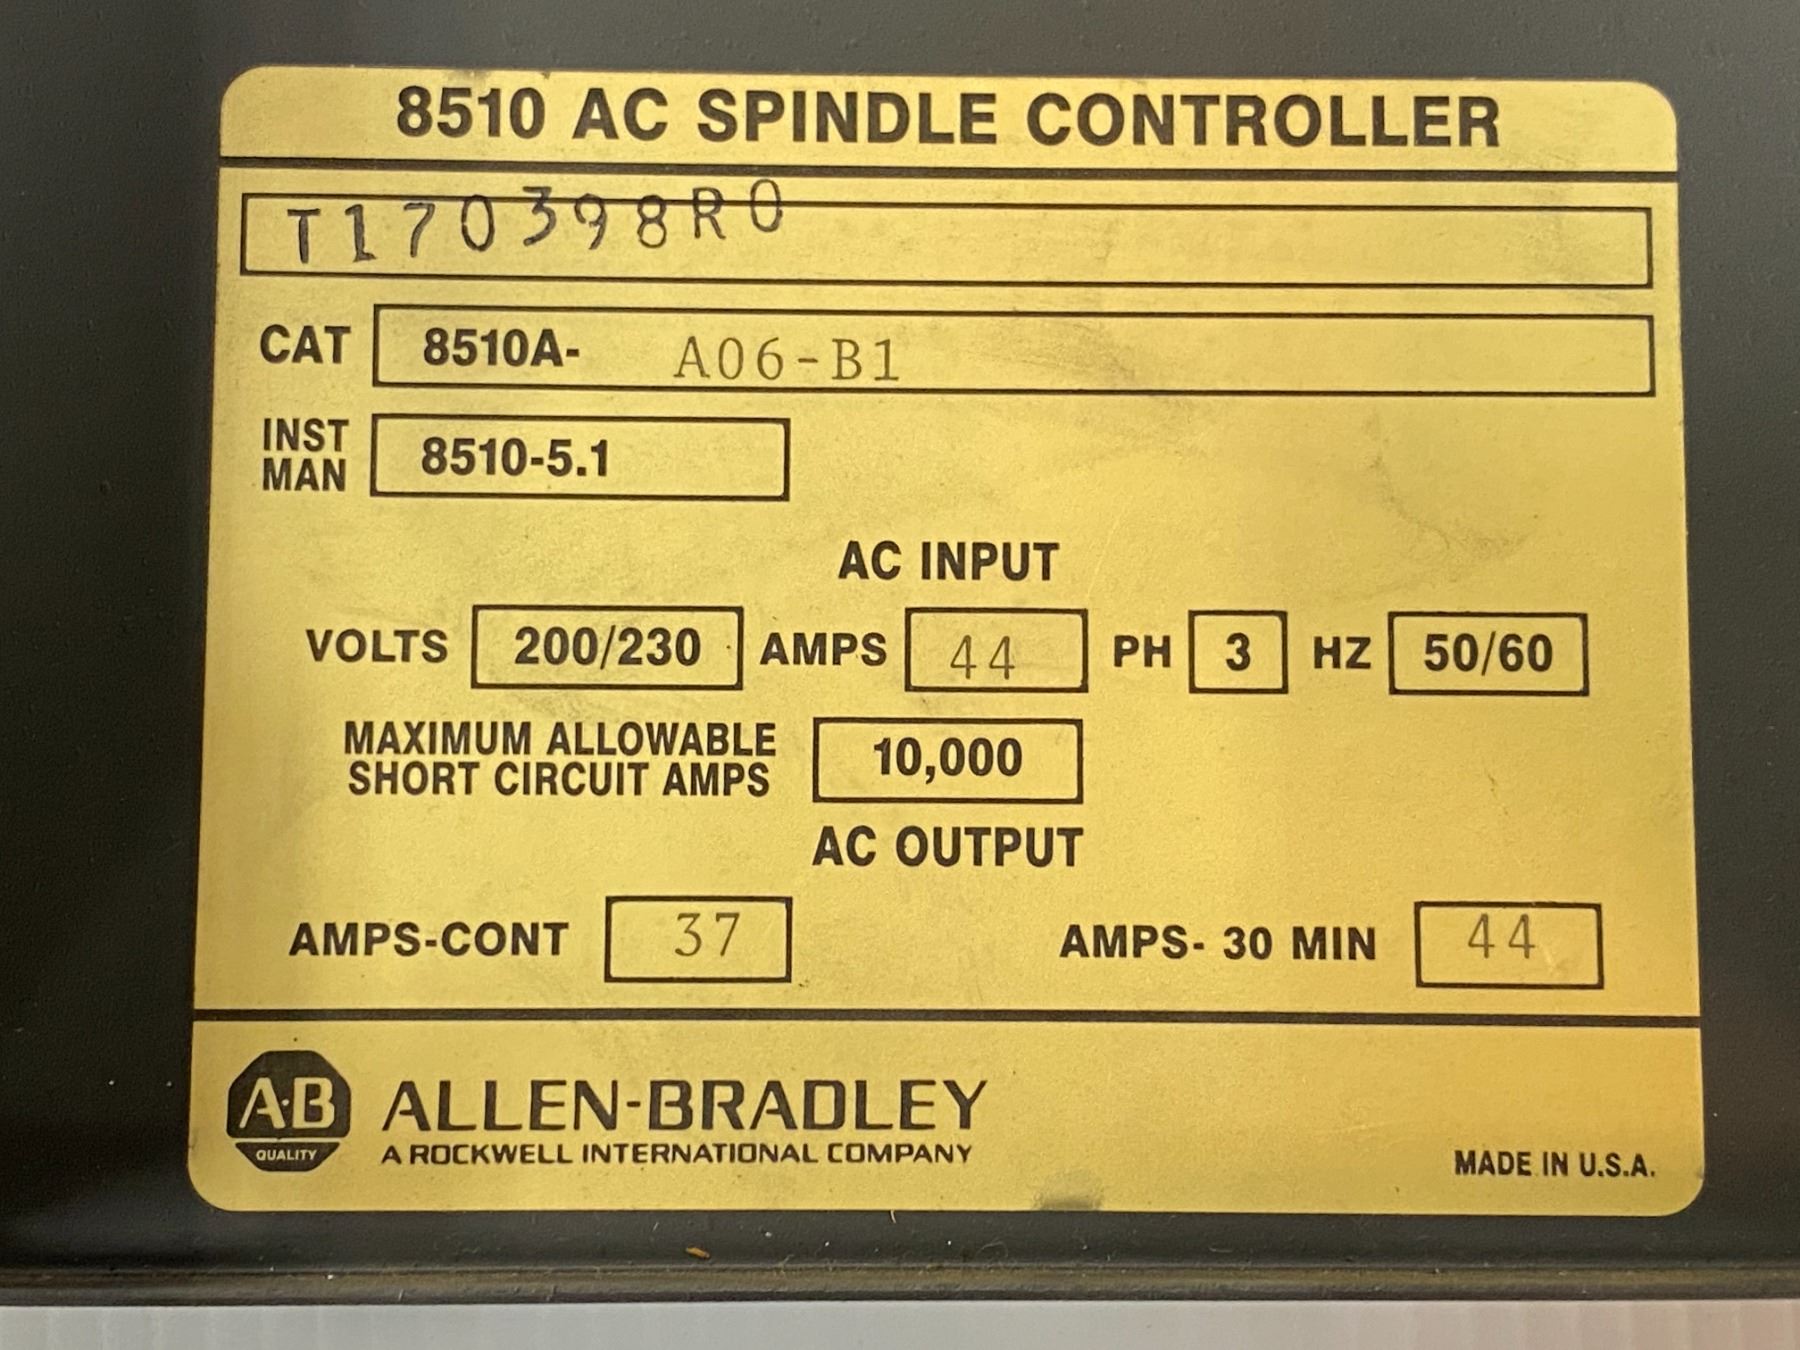 8510 AC SPINDLE CONTROLLER
T170398R0
CAT 8510A- A06-B1
INST MAN 8510-5.1
AC INPUT
VOLTS 200/230 AMPS 44 PH 3 HZ 50/60
MAXIMUM ALLOWABLE
SHORT CIRCUIT AMPS 10,000
AC OUTPUT
AMPS-CONT 37 AMPS- 30 MIN 44
A·B QUALITY
ALLEN-BRADLEY
A ROCKWELL INTERNATIONAL COMPANY
MADE IN U.S.A.